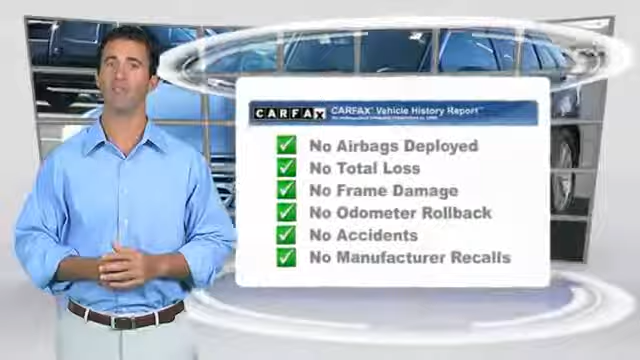 CARFAX CARFAX Vehicle History Report™
No Airbags Deployed
No Total Loss
No Frame Damage
No Odometer Rollback
No Accidents
No Manufacturer Recalls